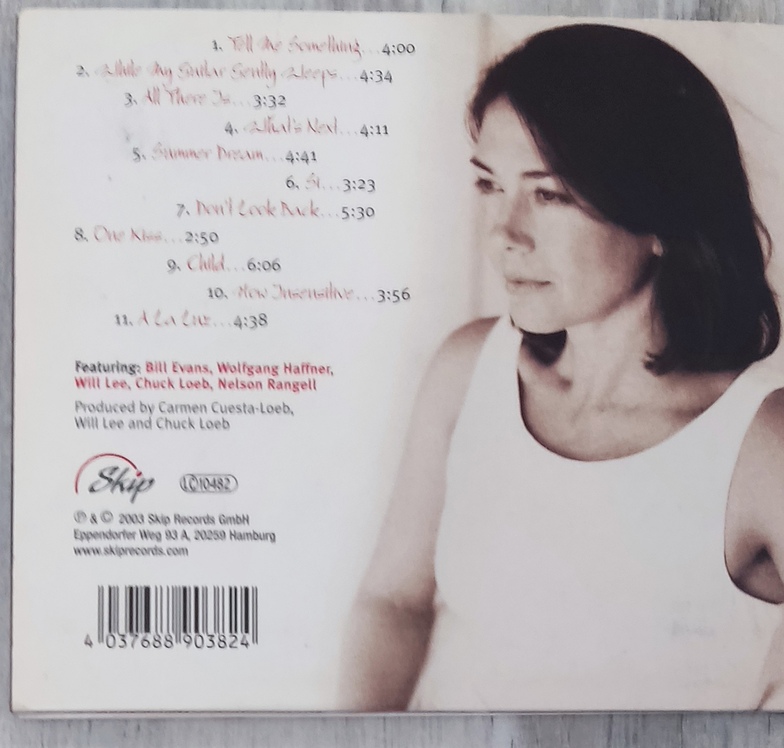 1. Tell Me Something...4:00
2. While My Guitar Gently Weeps...4:34
3. All There Is...3:32
4. What's Next...4:11
5. Summer Dream...4:41
6. Si...3:23
7. Don't Look Back...5:30
8. One Kiss...2:50
9. Child...6:06
10. How Insensitive...3:56
11. A La Luz...4:38
Featuring: Bill Evans, Wolfgang Haffner,
Will Lee, Chuck Loeb, Nelson Rangell
Produced by Carmen Cuesta-Loeb,
Will Lee and Chuck Loeb
Skip LC10482
℗ & © 2003 Skip Records GmbH
Eppendorfer Weg 93 A, 20259 Hamburg
www.skiprecords.com
4 037688 903824